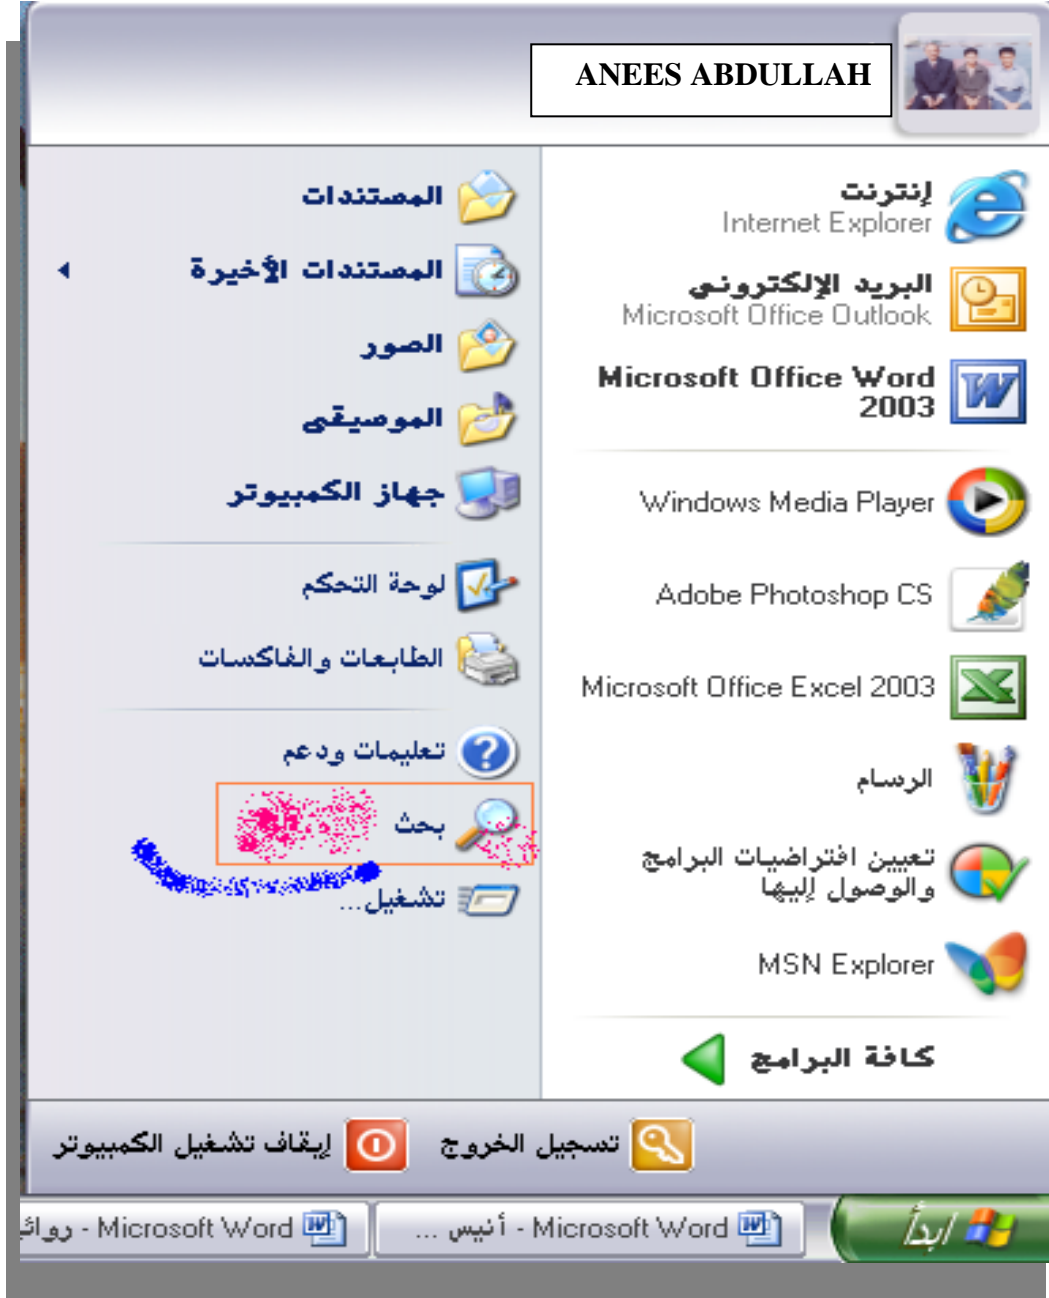 ANEES ABDULLAH
إنترنت
Internet Explorer
البريد الإلكتروني
Microsoft Office Outlook
Microsoft Office Word
2003
Windows Media Player
Adobe Photoshop CS
Microsoft Office Excel 2003
الرسام
تعيين افتراضيات البرامج
والوصول إليها
MSN Explorer
كافة البرامج
المستندات
المستندات الأخيرة
الصور
الموسيقى
جهاز الكمبيوتر
لوحة التحكم
الطابعات والفاكسات
تعليمات ودعم
بحث
تشغيل...
تسجيل الخروج
إيقاف تشغيل الكمبيوتر
ابدأ
أنيس ... - Microsoft Word
Microsoft Word -